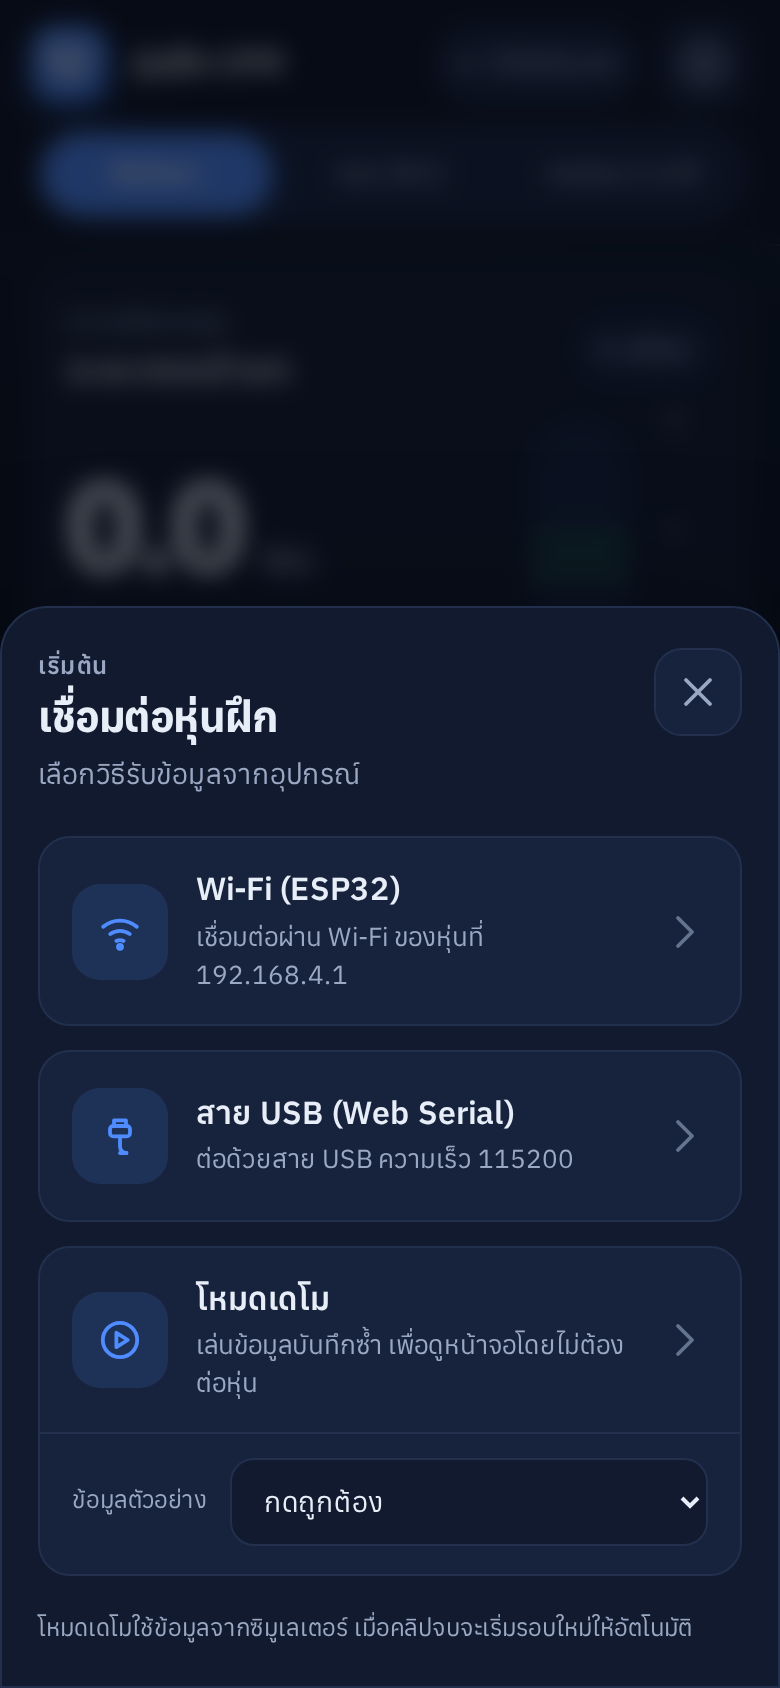 0.0
เริ่มต้น
เชื่อมต่อหุ่นฝึก
เลือกวิธีรับข้อมูลจากอุปกรณ์
Wi-Fi (ESP32)
เชื่อมต่อผ่าน Wi-Fi ของหุ่นที่
192.168.4.1
สาย USB (Web Serial)
ต่อด้วยสาย USB ความเร็ว 115200
โหมดเดโม
เล่นข้อมูลบันทึกซ้ำ เพื่อดูหน้าจอโดยไม่ต้อง
ต่อหุ่น
ข้อมูลตัวอย่าง กดถูกต้อง
โหมดเดโมใช้ข้อมูลจากซิมูเลเตอร์ เมื่อคลิปจบจะเริ่มรอบใหม่ให้อัตโนมัติ